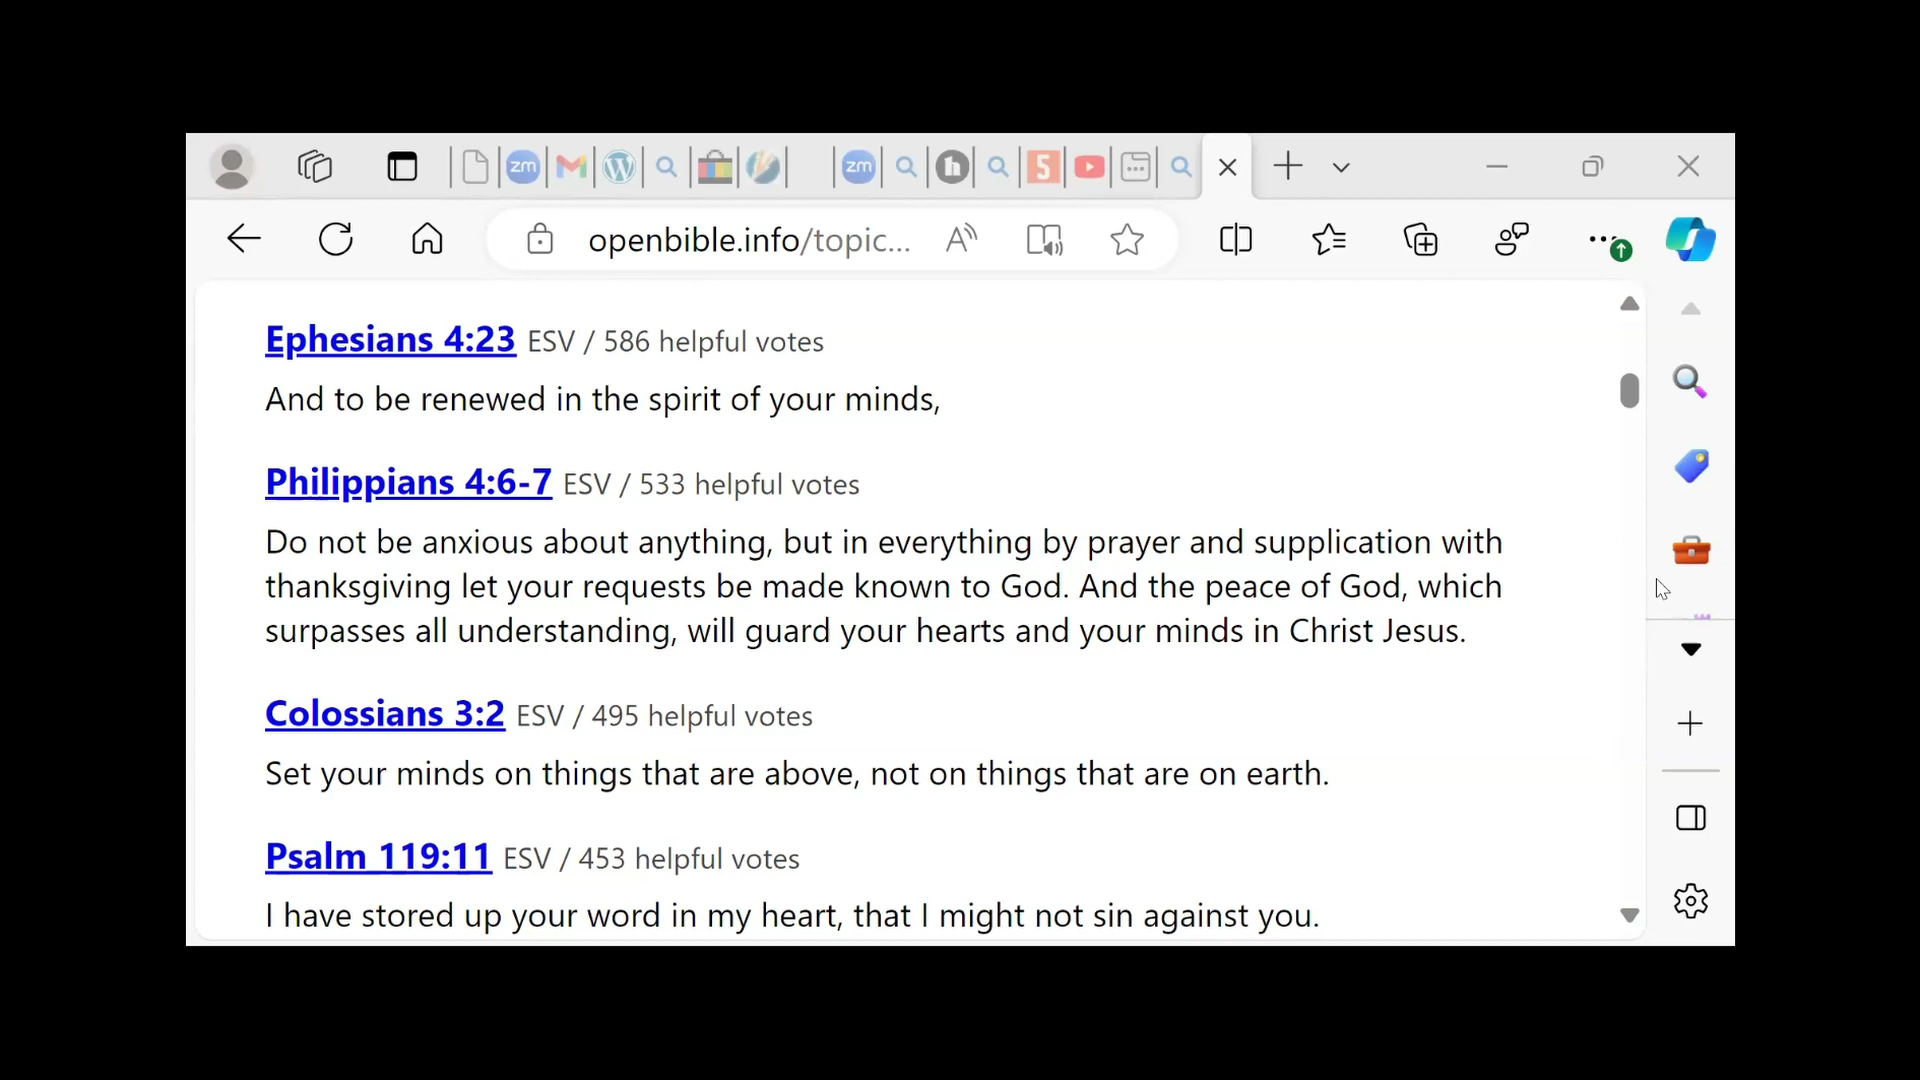 zm
zm
h
5
openbible.info/topic...
Ephesians 4:23 ESV / 586 helpful votes
And to be renewed in the spirit of your minds,
Philippians 4:6-7 ESV / 533 helpful votes
Do not be anxious about anything, but in everything by prayer and supplication with
thanksgiving let your requests be made known to God. And the peace of God, which
surpasses all understanding, will guard your hearts and your minds in Christ Jesus.
Colossians 3:2 ESV / 495 helpful votes
Set your minds on things that are above, not on things that are on earth.
Psalm 119:11 ESV / 453 helpful votes
I have stored up your word in my heart, that I might not sin against you.